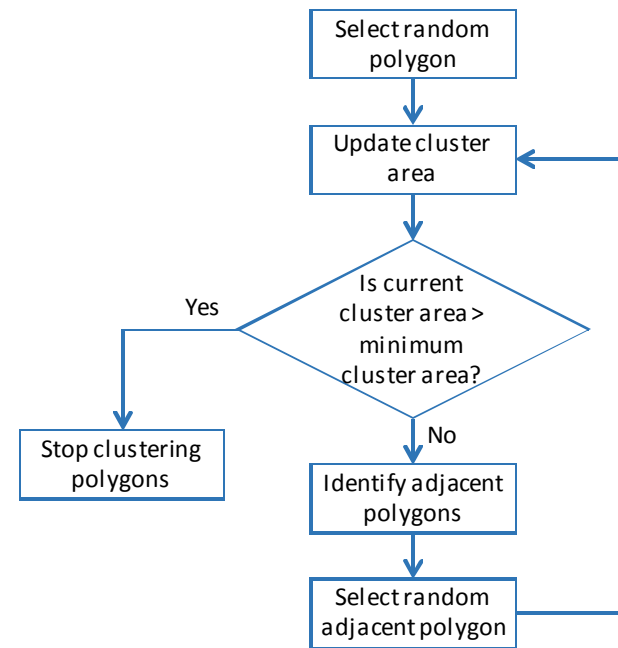 Select random
polygon
Update cluster
area
Is current
cluster area >
minimum
cluster area?
Yes
No
Stop clustering
polygons
Identify adjacent
polygons
Select random
adjacent polygon